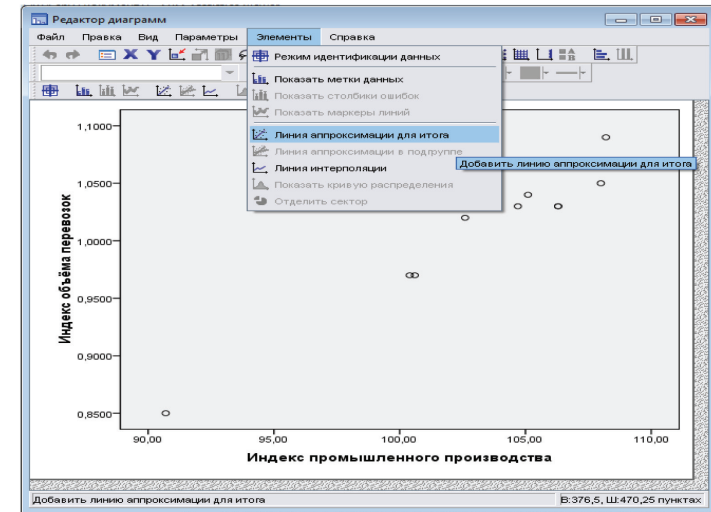 Редактор диаграмм
Файл Правка Вид Параметры Элементы Справка
Режим идентификации данных
Показать метки данных
Показать столбики ошибок
Показать маркеры линий
Линия аппроксимации для итога
Линия аппроксимации в подгруппе
Добавить линию аппроксимации для итога
Линия интерполяции
Показать кривую распределения
Отделить сектор
Индекс объёма перевозок
1,1000
1,0500
1,0000
0,9500
0,9000
0,8500
90,00 95,00 100,00 105,00 110,00
Индекс промышленного производства
Добавить линию аппроксимации для итога В:376,5, Ш:470,25 пунктах